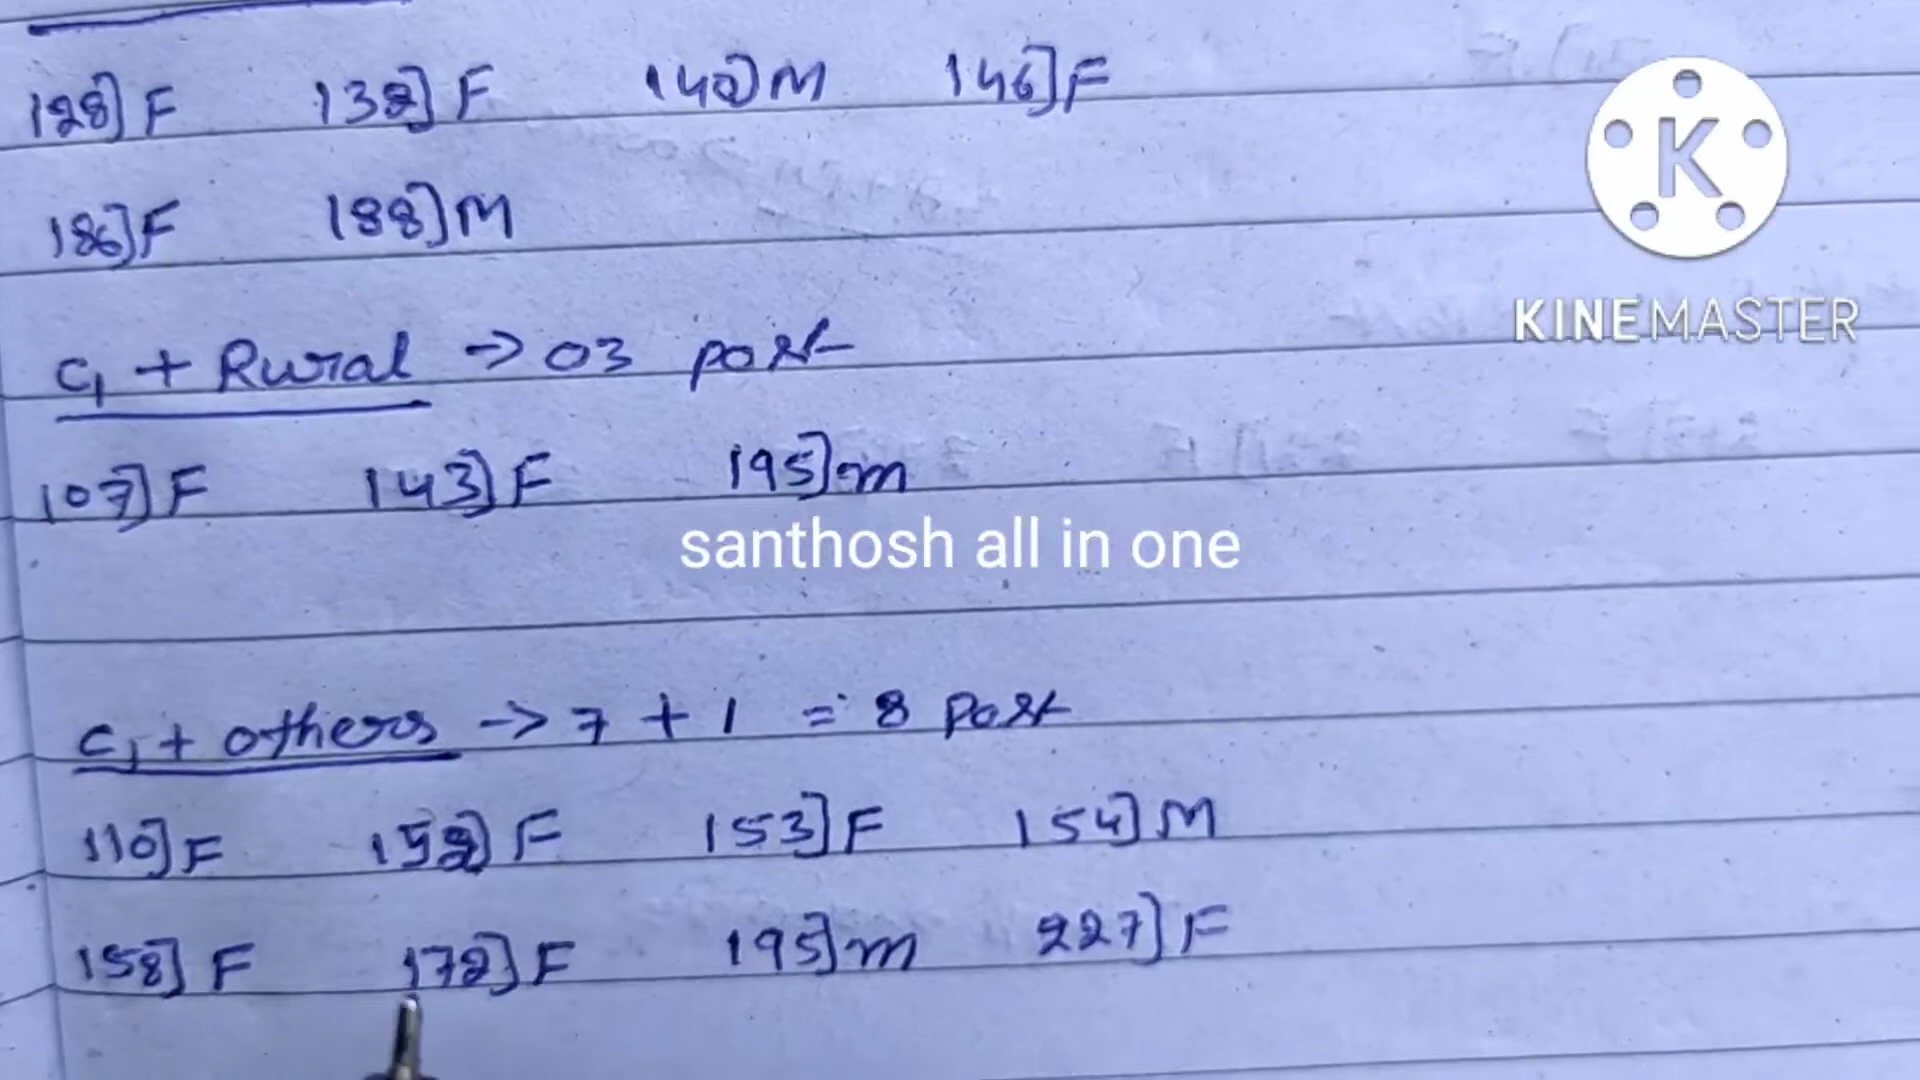 128] F 132] F 140] M 146] F
K
186] F 188] M
KINEMASTER
C1 + Rural → 03 post
107] F 143] F 195] m
santhosh all in one
C1 + others → 7 + 1 = 8 Post
110] F 152] F 153] F 154] M
158] F 172] F 195] m 227] F